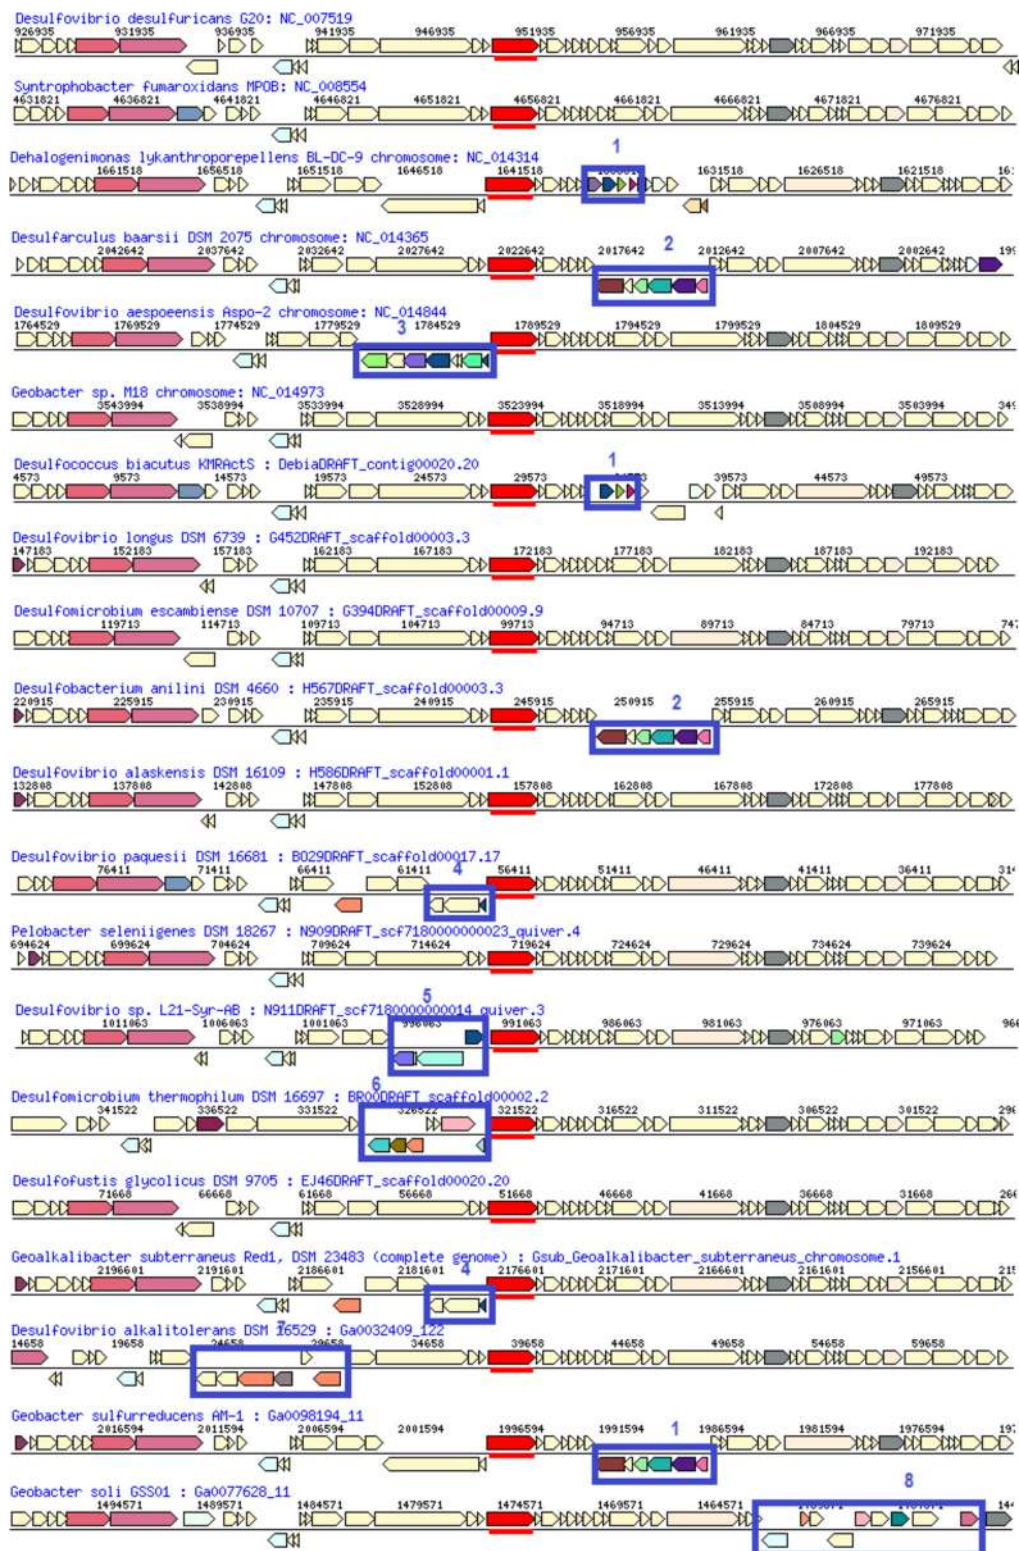 Desulfovibrio desulfuricans G20: NC_007519
926935 931935 936935 941935 946935 951935 956935 961935 966935 971935
Syntrophobacter fumaroxidans MPOB: NC_008554
4631821 4636821 4641821 4646821 4651821 4656821 4661821 4666821 4671821 4676821
1
Dehalogenimonas lykanthroporepellens BL-DC-9 chromosome: NC_014314
1661518 1656518 1651518 1646518 1641518 1631518 1626518 1621518
Desulfarculus baarsii DSM 2075 chromosome: NC_014365 2
2042642 2037642 2032642 2027642 2022642 2017642 2012642 2007642 2002642 199
Desulfovibrio aespoeensis Aspo-2 chromosome: NC_014844
1764529 1769529 1774529 1779529 3 1784529 1789529 1794529 1799529 1804529 1809529
Geobacter sp. M18 chromosome: NC_014973
3543994 3538994 3533994 3528994 3523994 3518994 3513994 3508994 3503994 349
Desulfococcus biacutus KMRActS : DebiaDRAFT_contig00020.20 1
4573 9573 14573 19573 24573 29573 34573 39573 44573 49573
Desulfovibrio longus DSM 6739 : G452DRAFT_scaffold00003.3
147183 152183 157183 162183 167183 172183 177183 182183 187183 192183
Desulfomicrobium escambiense DSM 10707 : G394DRAFT_scaffold00009.9
119713 114713 109713 104713 99713 94713 89713 84713 79713 747
Desulfobacterium anilini DSM 4660 : H567DRAFT_scaffold00003.3
220915 225915 230915 235915 240915 245915 250915 2 255915 260915 265915
Desulfovibrio alaskensis DSM 16109 : H586DRAFT_scaffold00001.1
132808 137808 142808 147808 152808 157808 162808 167808 172808 177808
Desulfovibrio paquesii DSM 16681 : B029DRAFT_scaffold00017.17
76411 71411 66411 61411 4 56411 51411 46411 41411 36411 314
Pelobacter seleniigenes DSM 18267 : N909DRAFT_scf7180000000023_quiver.4
694624 699624 704624 709624 714624 719624 724624 729624 734624 739624
5
Desulfovibrio sp. L21-Syr-AB : N911DRAFT_scf7180000000014_quiver.3
1011063 1006063 1001063 996063 991063 986063 981063 976063 971063 966
6
Desulfomicrobium thermophilum DSM 16697 : BR00DRAFT_scaffold00002.2
341522 336522 331522 326522 321522 316522 311522 306522 301522 296
Desulfofustis glycolicus DSM 9705 : EJ46DRAFT_scaffold00020.20
71668 66668 61668 56668 51668 46668 41668 36668 31668 266
Geoalkalibacter subterraneus Red1, DSM 23483 (complete genome) : Gsub_Geoalkalibacter_subterraneus_chromosome.1
2196601 2191601 2186601 2181601 4 2176601 2171601 2166601 2161601 2156601 215
Desulfovibrio alkalitolerans DSM 16529 : Ga0032409_122
14658 19658 24658 7 29658 34658 39658 44658 49658 54658 59658
Geobacter sulfurreducens AM-1 : Ga0098194_11
2016594 2011594 2006594 2001594 1996594 1991594 1 1986594 1981594 1976594 197
Geobacter soli GSS01 : Ga0077628_11 8
1494571 1489571 1484571 1479571 1474571 1469571 1464571 144